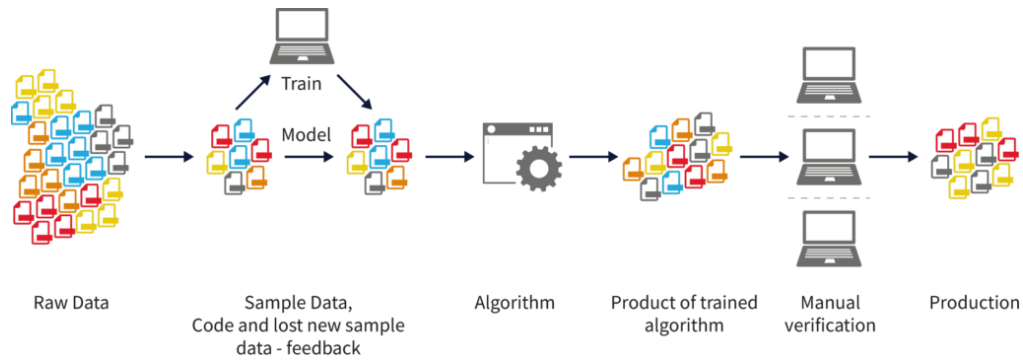 Train
Model
Raw Data
Sample Data,
Code and lost new sample
data - feedback
Algorithm
Product of trained
algorithm
Manual
verification
Production